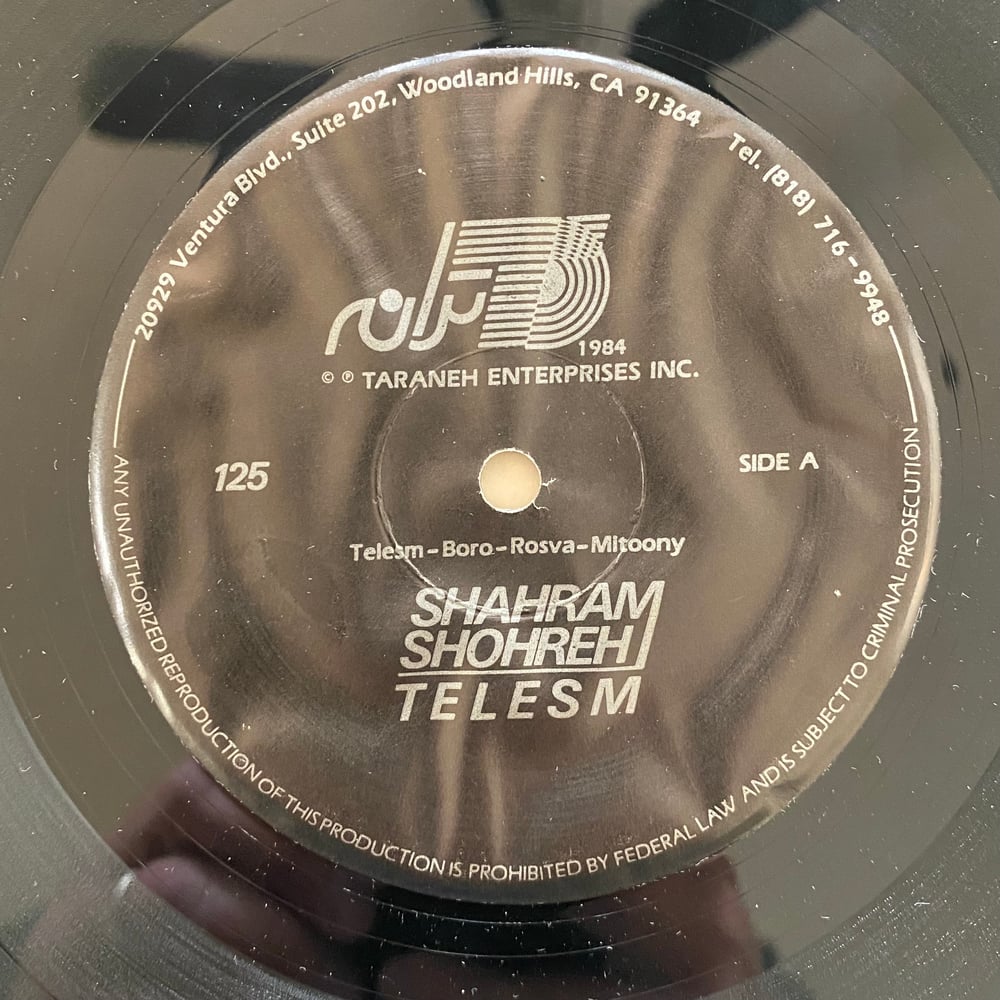 20929 Ventura Blvd., Suite 202, Woodland Hills, CA 91364 Tel. (818) 716-9948
ترانه
1984
© ℗ TARANEH ENTERPRISES INC.
125
SIDE A
Telesm-Boro-Rosva-Mitoony
SHAHRAM
SHOHREH
TELESM
ANY UNAUTHORIZED REPRODUCTION OF THIS PRODUCTION IS PROHIBITED BY FEDERAL LAW AND IS SUBJECT TO CRIMINAL PROSECUTION